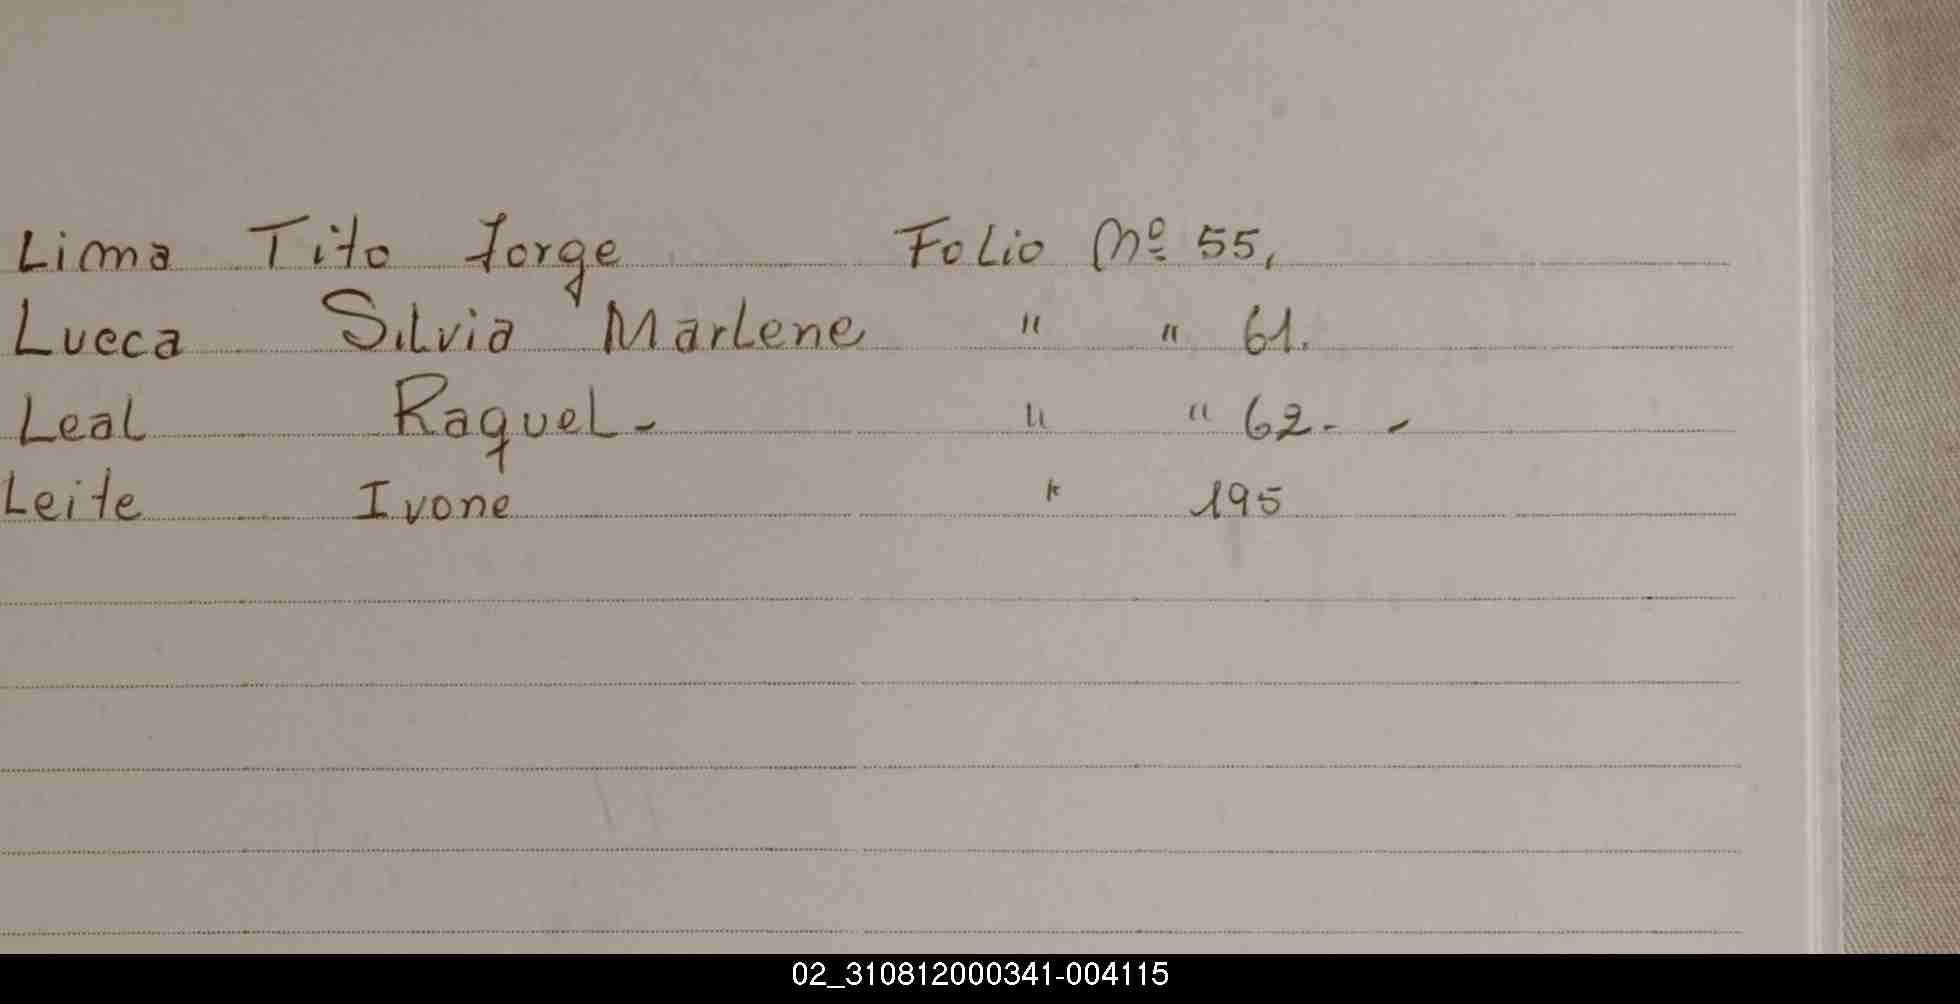 Lima Tito Jorge Folio Nº 55,
Lucca Silvia Marlene " " 61.
Leal Raquel - " " 62 - -
Leite Ivone " 195
02_310812000341-004115